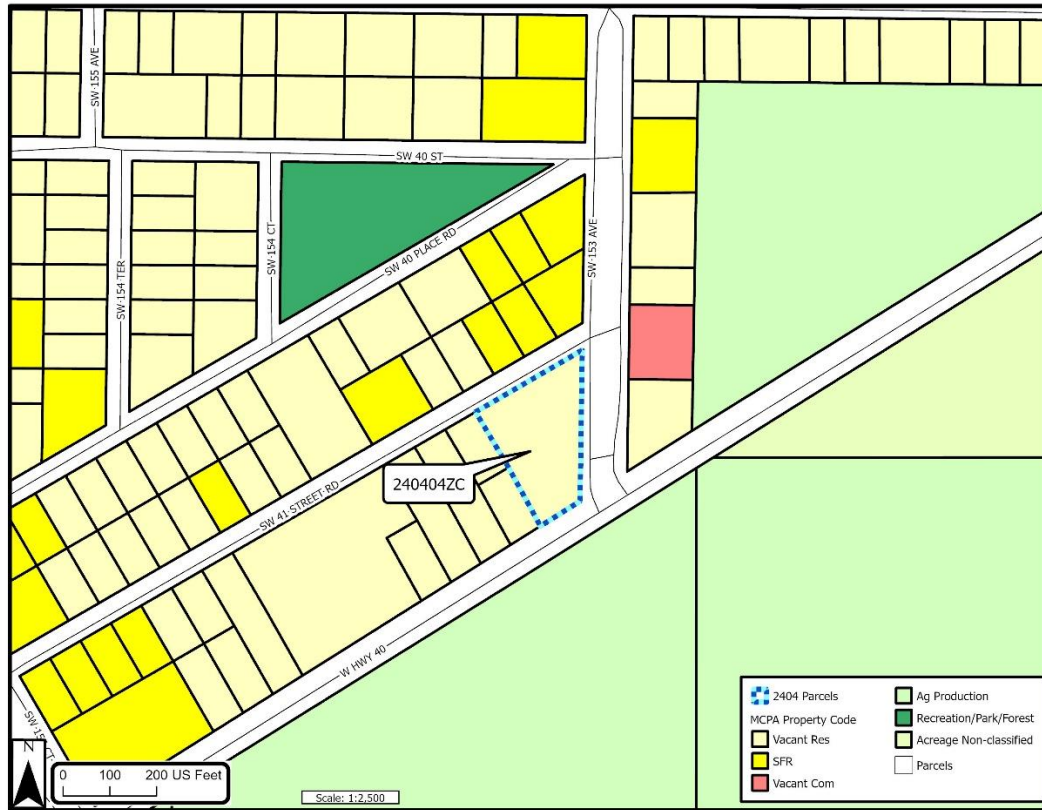 SW 155 AVE
SW 40 ST
SW 154 TER
SW 154 CT
SW 40 PLACE RD
SW 153 AVE
240404ZC
SW 41 STREET RD
W HWY 40
N
0 100 200 US Feet
Scale: 1:2,500
2404 Parcels
MCPA Property Code
Vacant Res
SFR
Vacant Com
Ag Production
Recreation/Park/Forest
Acreage Non-classified
Parcels